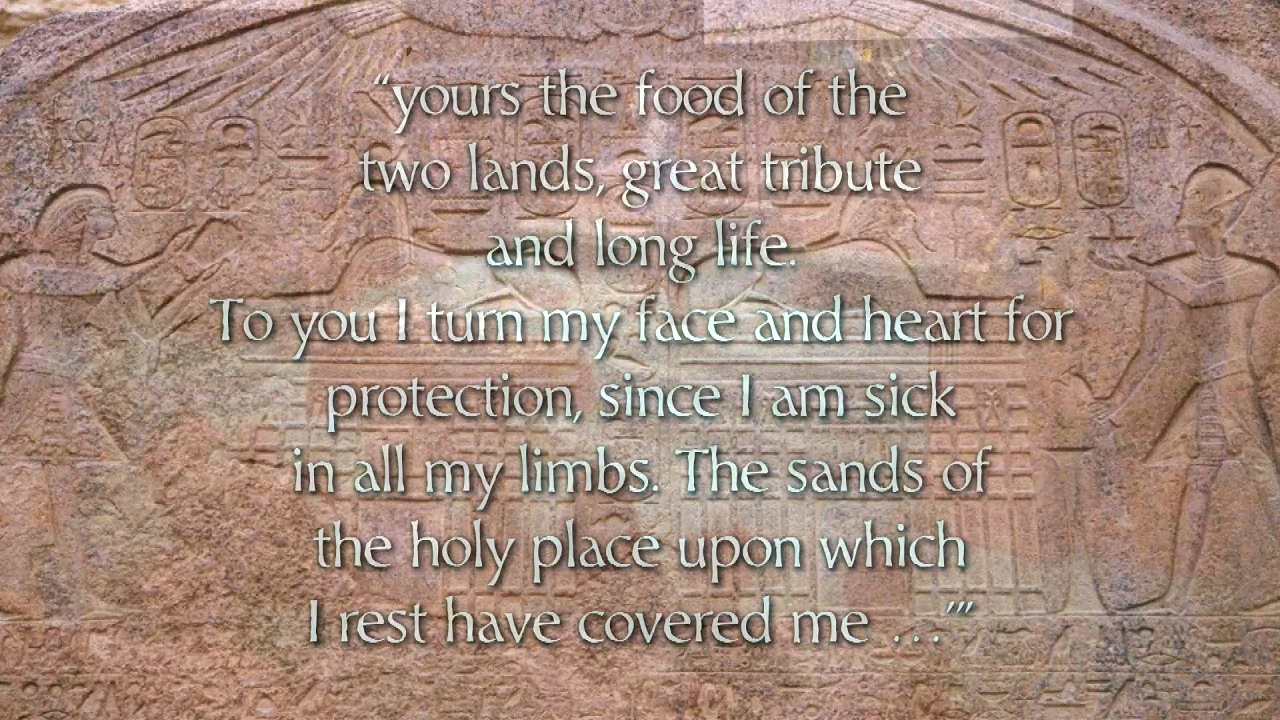 “yours the food of the
two lands, great tribute
and long life.
To you I turn my face and heart for
protection, since I am sick
in all my limbs. The sands of
the holy place upon which
I rest have covered me …’”